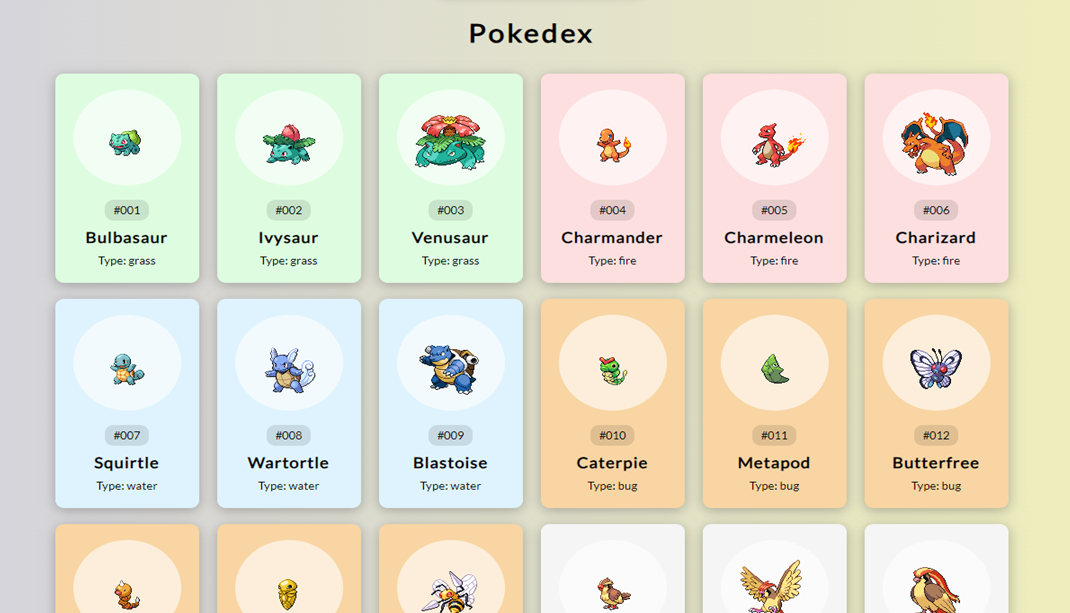 Pokedex
#001
Bulbasaur
Type: grass
#002
Ivysaur
Type: grass
#003
Venusaur
Type: grass
#004
Charmander
Type: fire
#005
Charmeleon
Type: fire
#006
Charizard
Type: fire
#007
Squirtle
Type: water
#008
Wartortle
Type: water
#009
Blastoise
Type: water
#010
Caterpie
Type: bug
#011
Metapod
Type: bug
#012
Butterfree
Type: bug